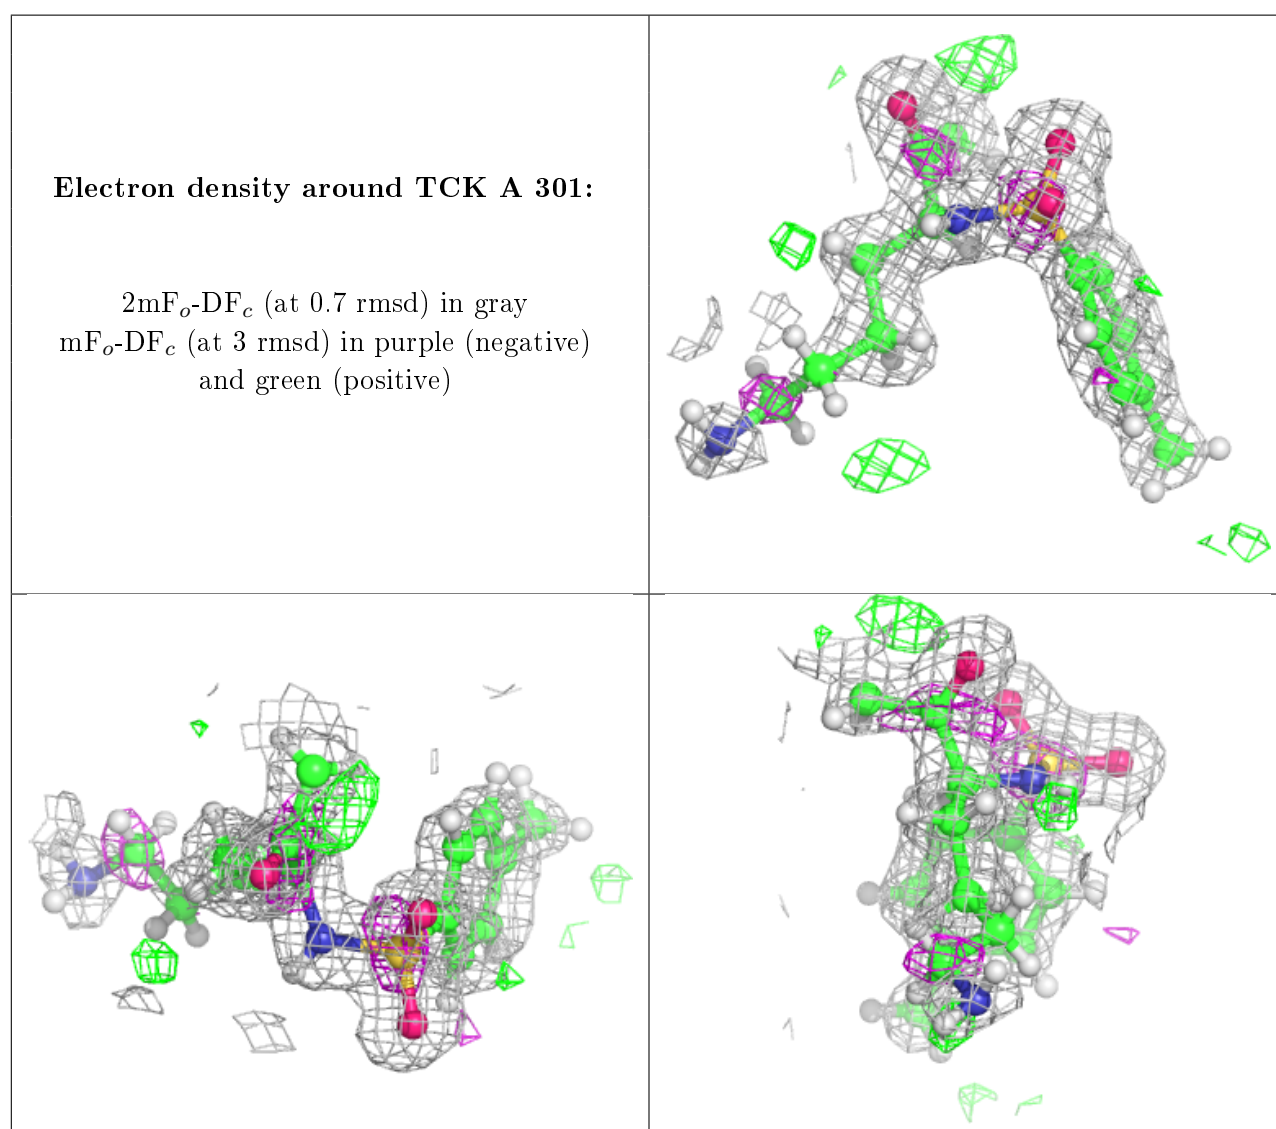 Electron density around TCK A 301:
2mFo-DFc (at 0.7 rmsd) in gray
mFo-DFc (at 3 rmsd) in purple (negative)
and green (positive)